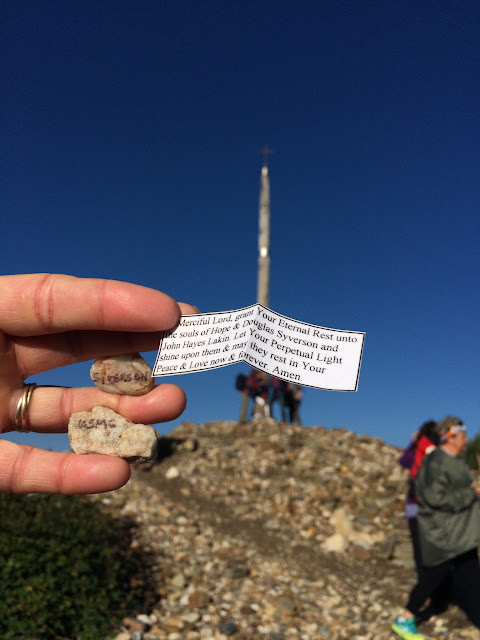 Merciful Lord, grant Your Eternal Rest unto
the souls of Hope & Douglas Syverson and
John Hayes Lakin. Let Your Perpetual Light
shine upon them & may they rest in Your
Peace & Love now & forever. Amen.